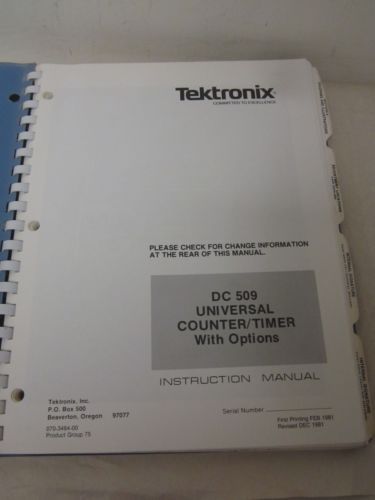 Tektronix
COMMITTED TO EXCELLENCE
PLEASE CHECK FOR CHANGE INFORMATION
AT THE REAR OF THIS MANUAL.
DC 509
UNIVERSAL
COUNTER/TIMER
With Options
INSTRUCTION MANUAL
Tektronix, Inc.
P.O. Box 500
Beaverton, Oregon 97077
070-3464-00
Product Group 75
Serial Number
First Printing FEB 1981
Revised DEC 1981